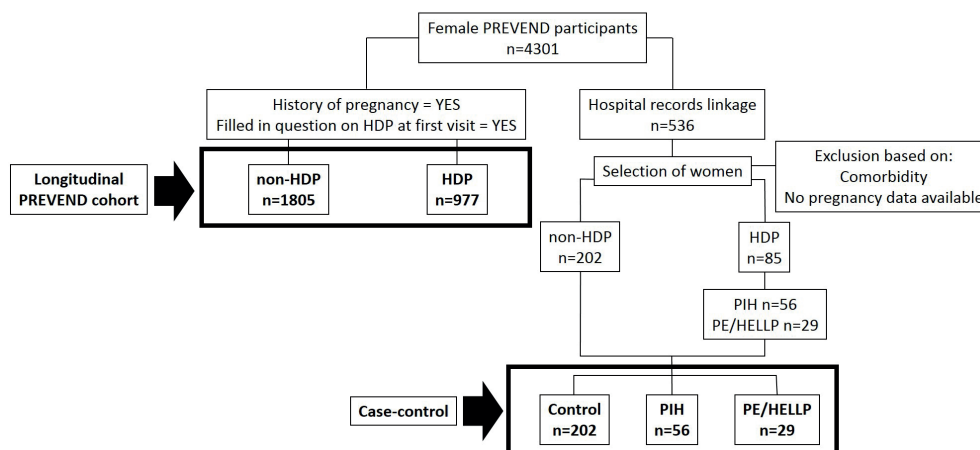 Female PREVEND participants
n=4301
History of pregnancy = YES
Filled in question on HDP at first visit = YES
Hospital records linkage
n=536
Longitudinal
PREVEND cohort
non-HDP
n=1805
HDP
n=977
Selection of women
Exclusion based on:
Comorbidity
No pregnancy data available
non-HDP
n=202
HDP
n=85
PIH n=56
PE/HELLP n=29
Case-control
Control
n=202
PIH
n=56
PE/HELLP
n=29